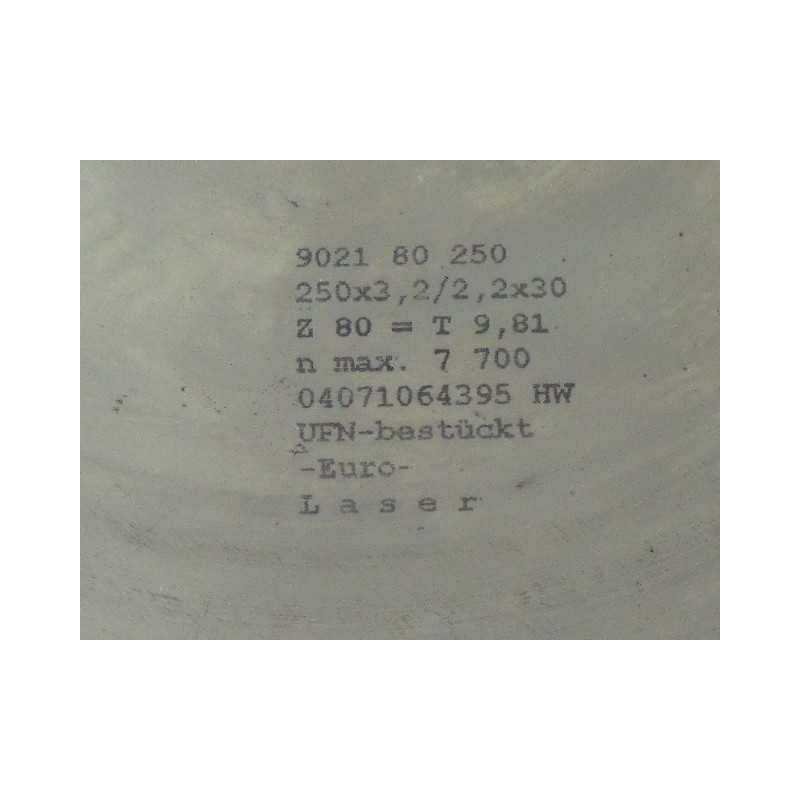 9021 80 250
250x3,2/2,2x30
Z 80 = T 9,81
n max. 7 700
04071064395 HW
UFN-bestückt
-Euro-
L a s e r